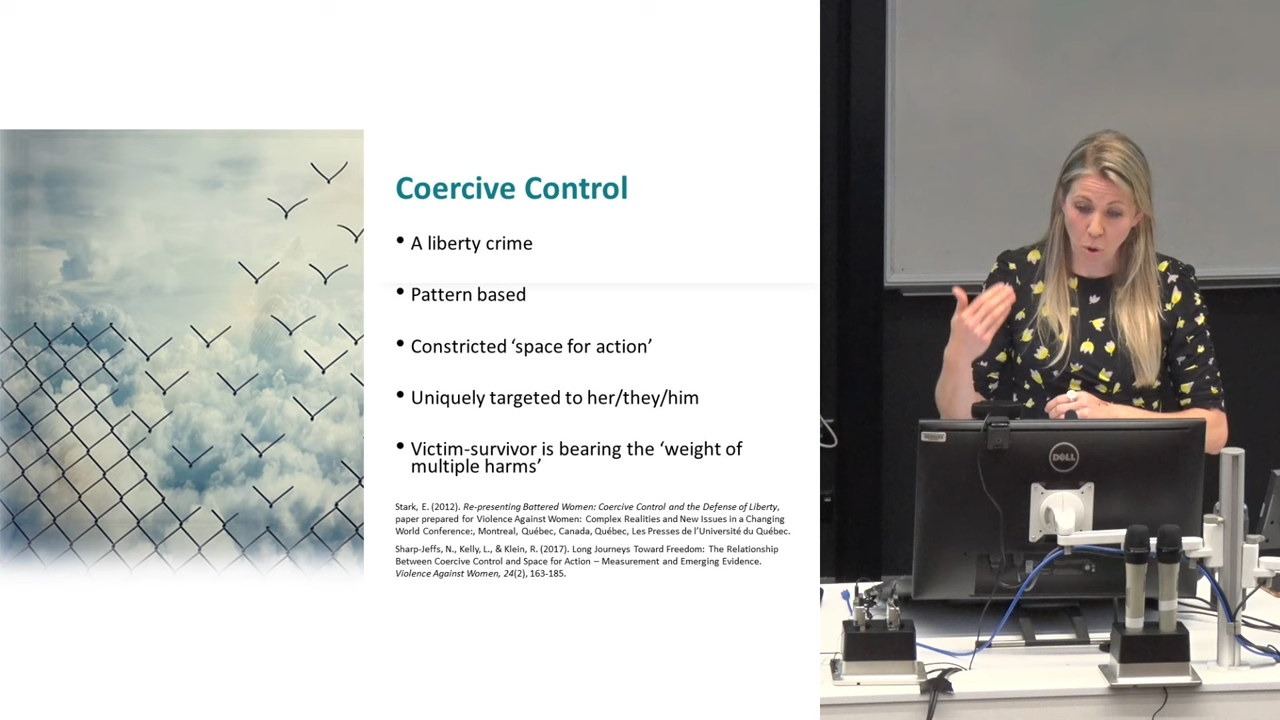 Coercive Control
• A liberty crime
• Pattern based
• Constricted ‘space for action’
• Uniquely targeted to her/they/him
• Victim-survivor is bearing the ‘weight of
multiple harms’
Stark, E. (2012). Re-presenting Battered Women: Coercive Control and the Defense of Liberty,
paper prepared for Violence Against Women: Complex Realities and New Issues in a Changing
World Conference:, Montreal, Québec, Canada, Québec, Les Presses de l’Université du Québec.
Sharp-Jeffs, N., Kelly, L., & Klein, R. (2017). Long Journeys Toward Freedom: The Relationship
Between Coercive Control and Space for Action – Measurement and Emerging Evidence.
Violence Against Women, 24(2), 163-185.
DELL